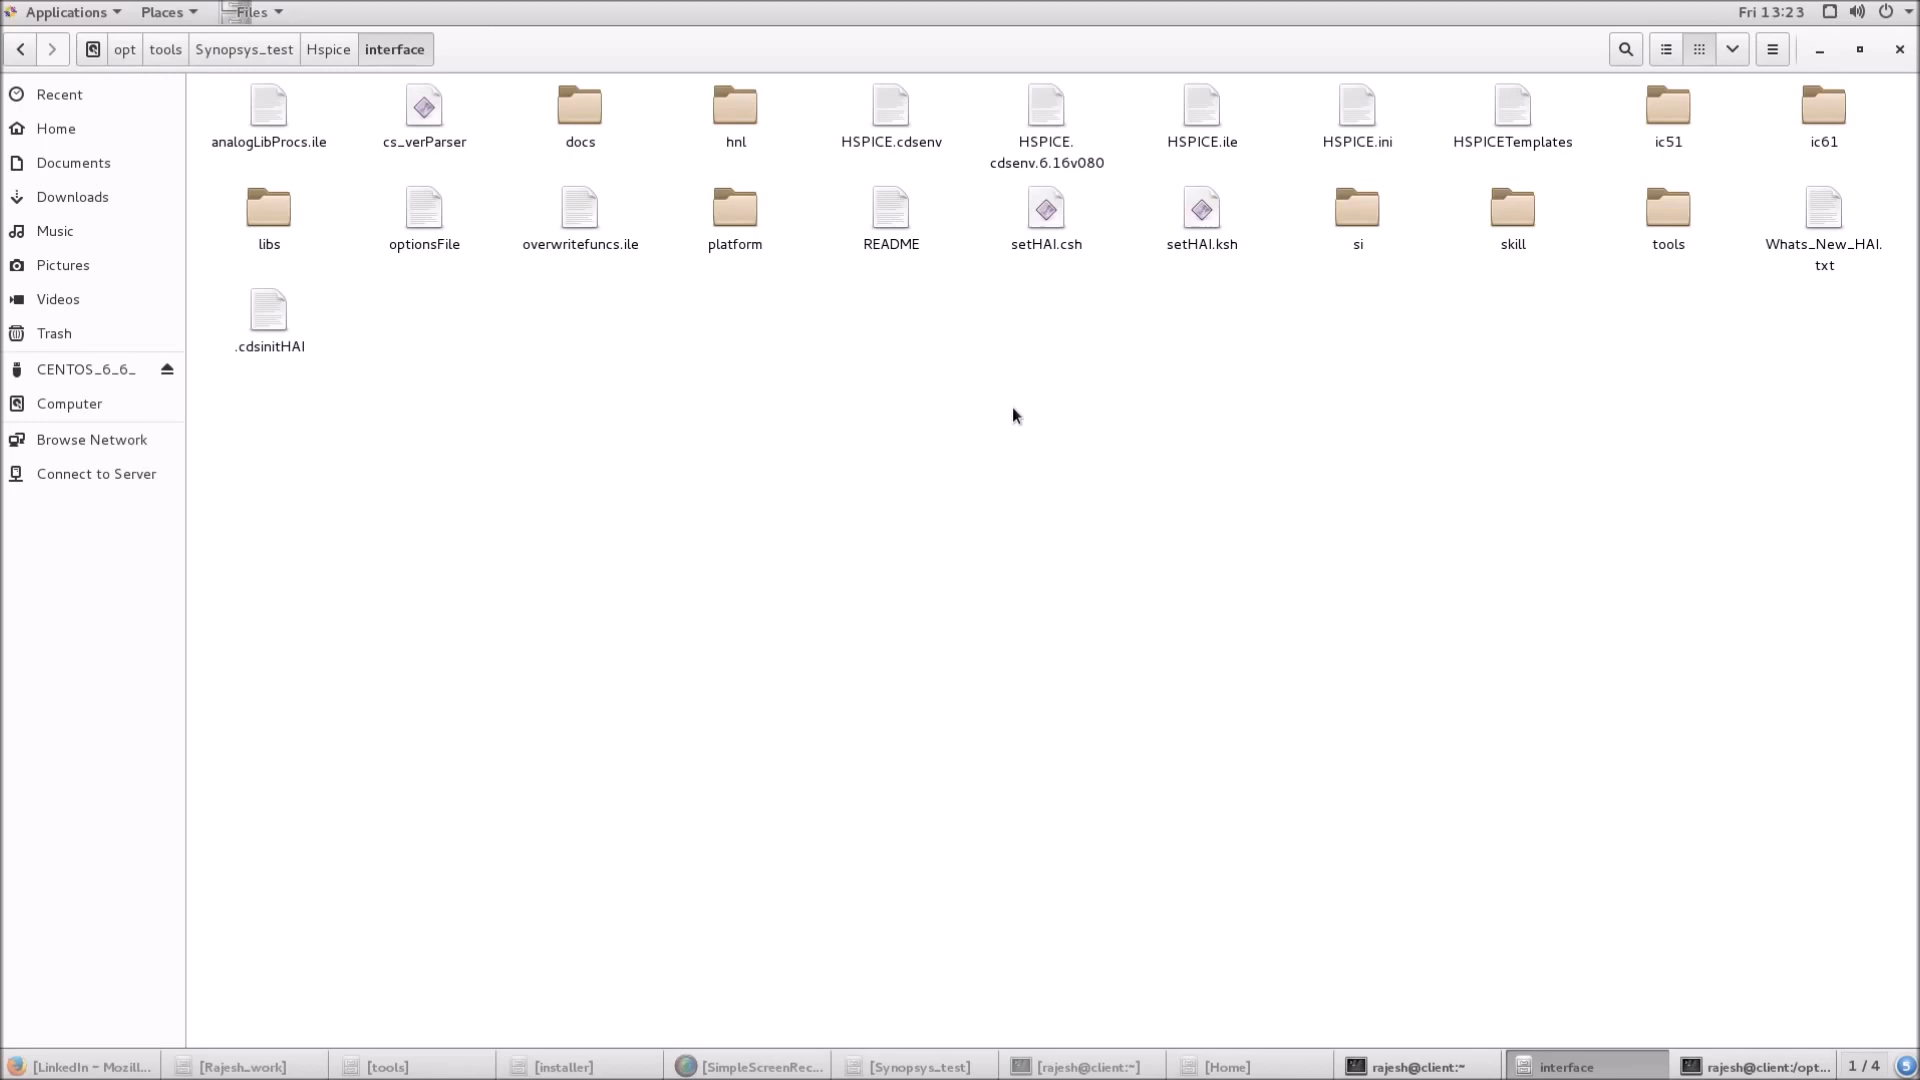 Applications Places Files Fri 13:23
opt tools Synopsys_test Hspice interface
Recent
Home
Documents
Downloads
Music
Pictures
Videos
Trash
CENTOS_6_6_
Computer
Browse Network
Connect to Server
analogLibProcs.ile cs_verParser docs hnl HSPICE.cdsenv HSPICE. HSPICE.ile HSPICE.ini HSPICETemplates ic51 ic61
cdsenv.6.16v080
libs optionsFile overwritefuncs.ile platform README setHAI.csh setHAI.ksh si skill tools Whats_New_HAI.
txt
.cdsinitHAI
[LinkedIn – Mozill... [Rajesh_work] [tools] [installer] [SimpleScreenRec... [Synopsys_test] [rajesh@client:~] [Home] rajesh@client:~ interface rajesh@client:/opt... 1 / 4 5